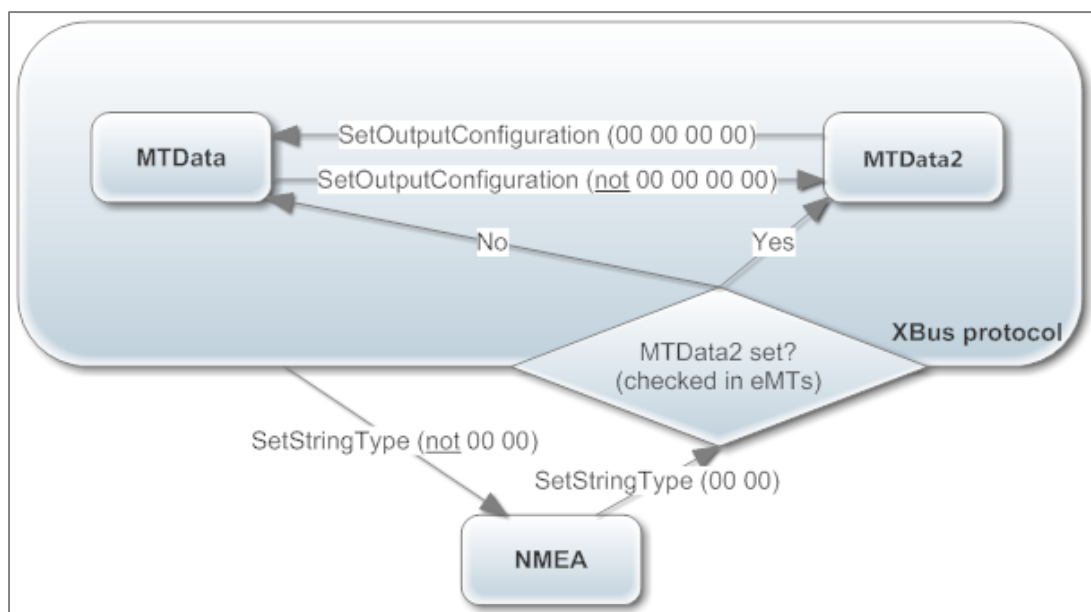 SetOutputConfiguration (00 00 00 00)
MTData
MTData2
SetOutputConfiguration (not 00 00 00 00)
No
Yes
XBus protocol
MTData2 set?
(checked in eMTs)
SetStringType (not 00 00)
SetStringType (00 00)
NMEA